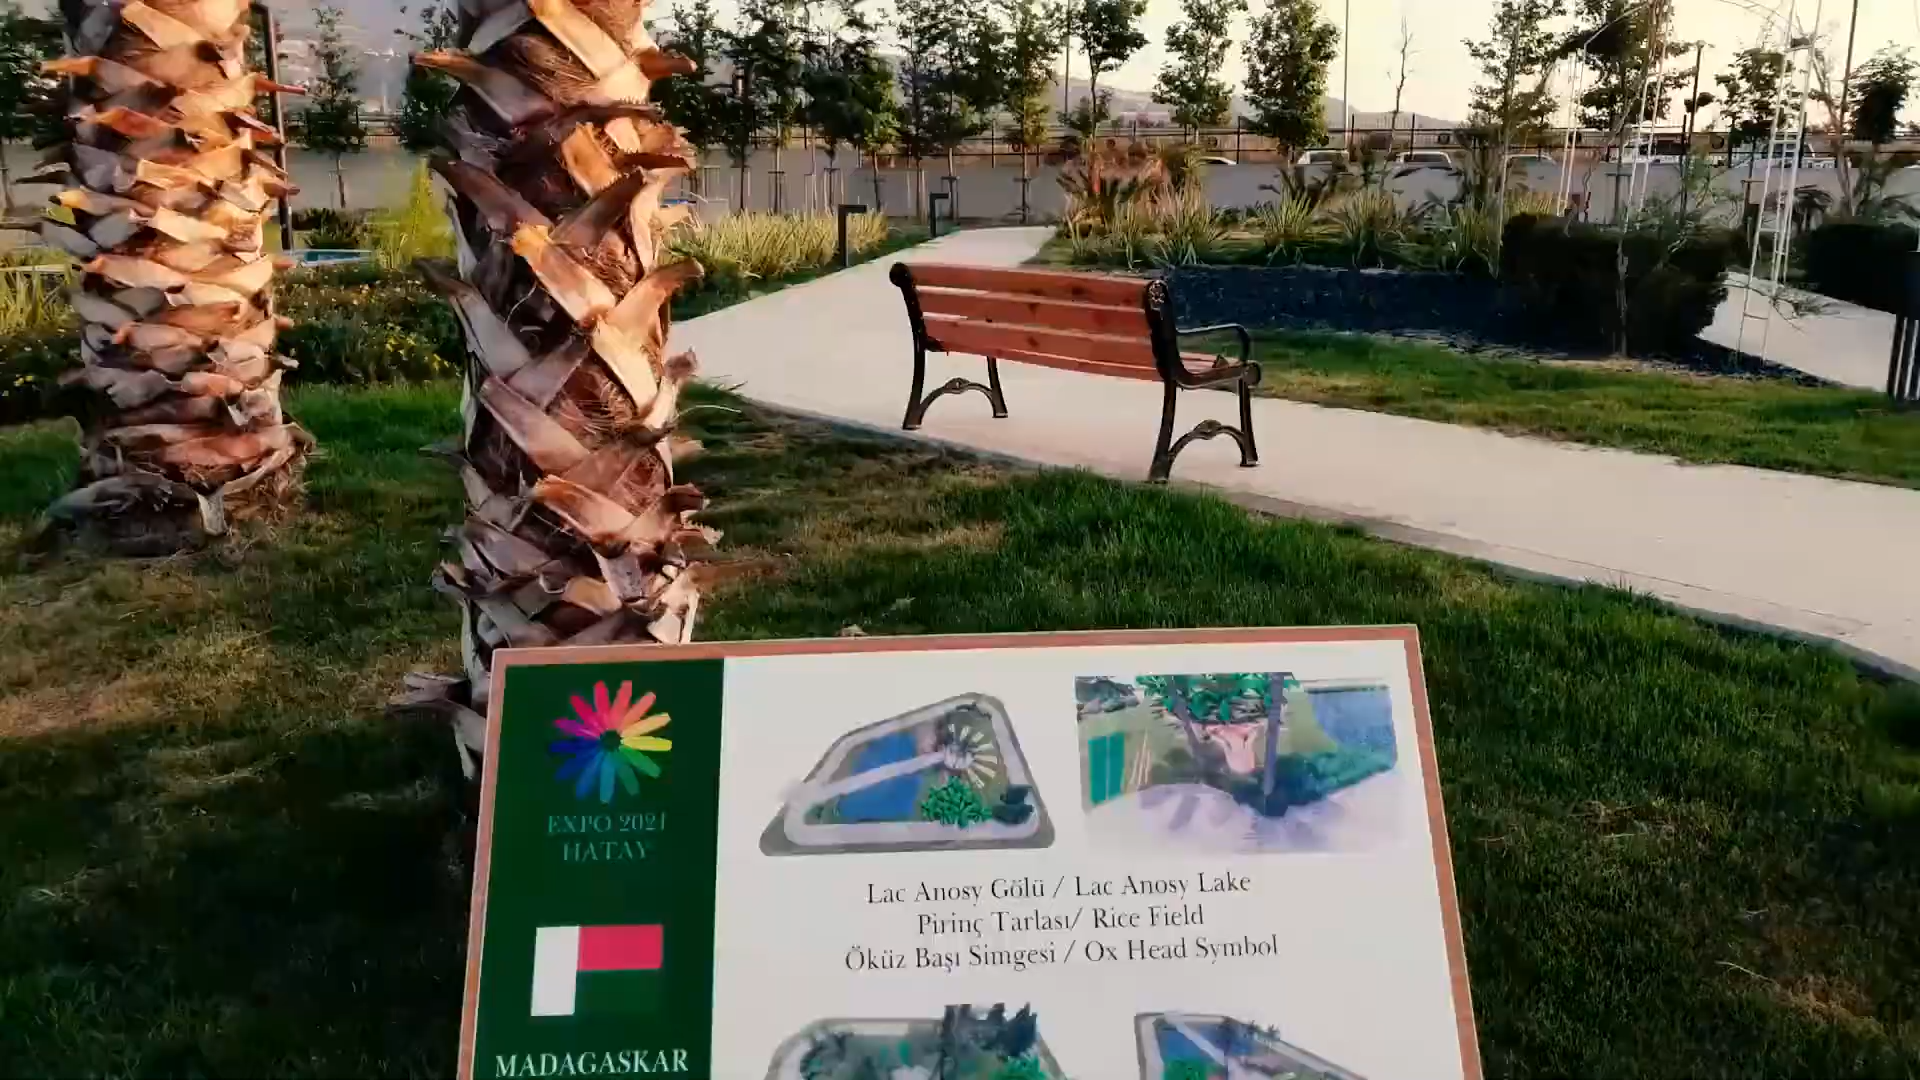 EXPO 2021
HATAY
MADAGASKAR
Lac Anosy Gölü / Lac Anosy Lake
Pirinç Tarlası/ Rice Field
Öküz Başı Simgesi / Ox Head Symbol